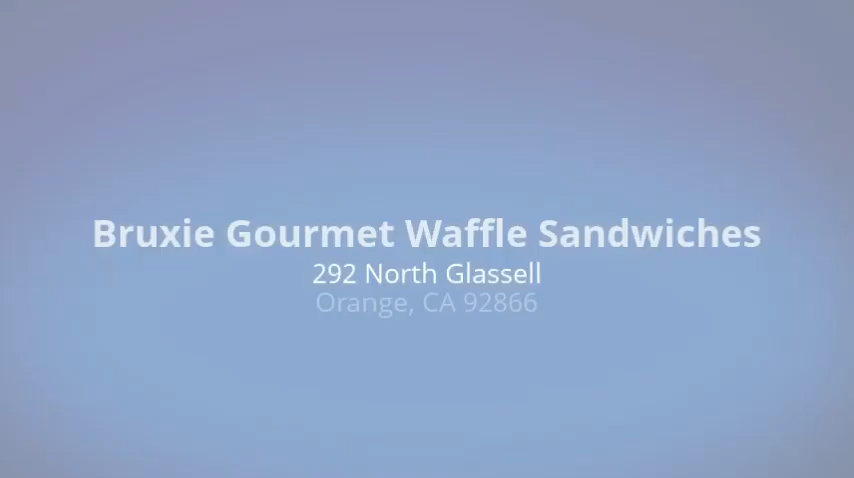 Bruxie Gourmet Waffle Sandwiches
292 North Glassell
Orange, CA 92866